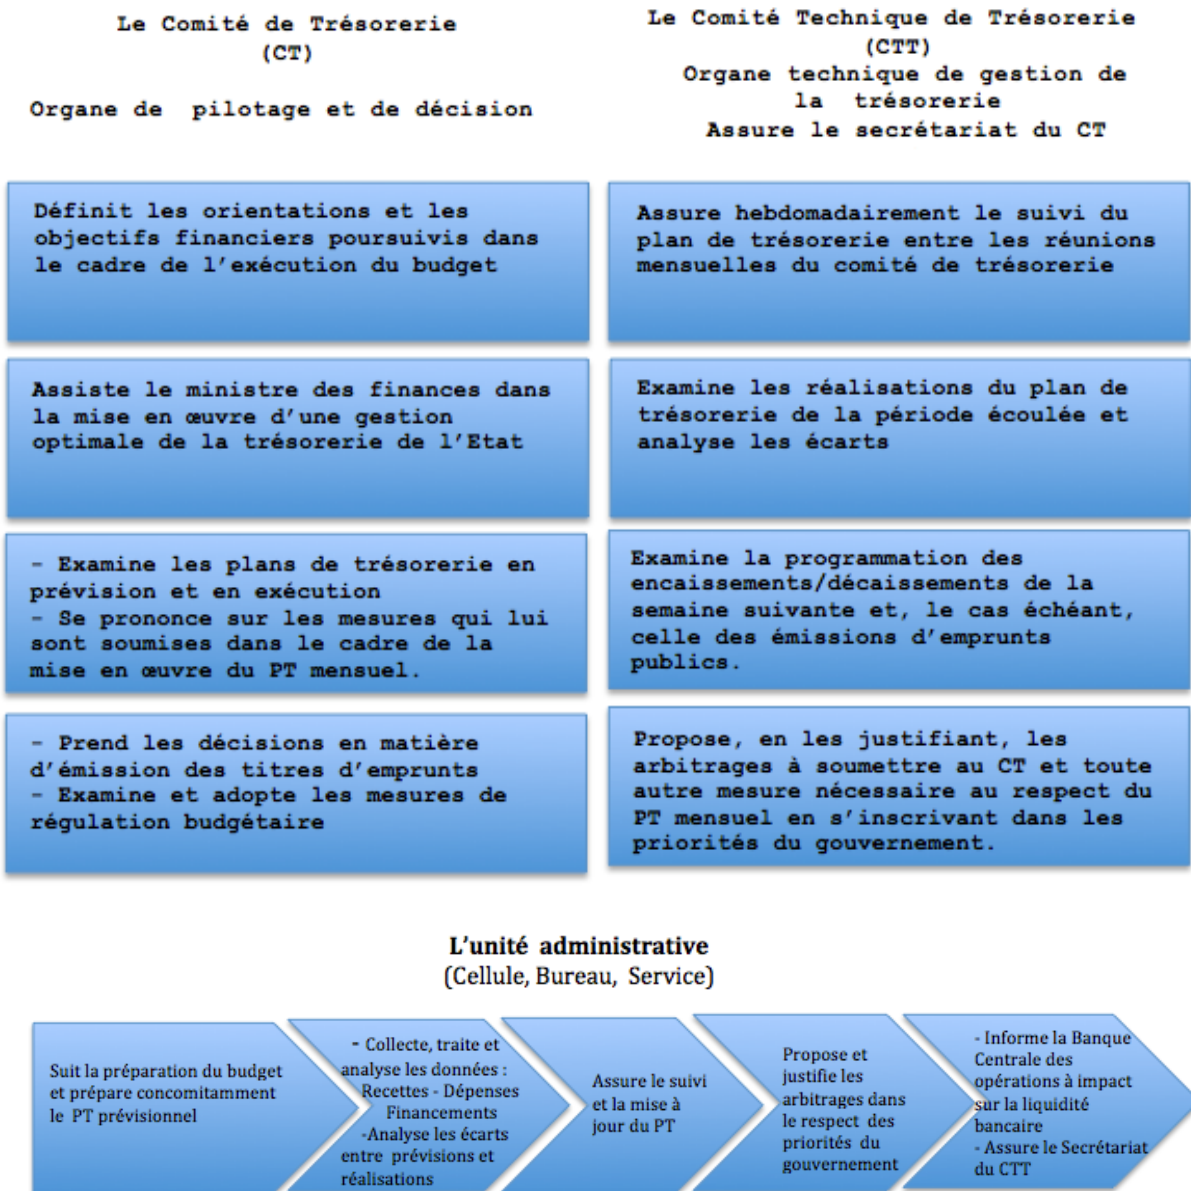 Le Comité de Trésorerie
(CT)
Organe de pilotage et de décision
Le Comité Technique de Trésorerie
(CTT)
Organe technique de gestion de
la trésorerie
Assure le secrétariat du CT
Définit les orientations et les
objectifs financiers poursuivis dans
le cadre de l'exécution du budget
Assure hebdomadairement le suivi du
plan de trésorerie entre les réunions
mensuelles du comité de trésorerie
Assiste le ministre des finances dans
la mise en œuvre d'une gestion
optimale de la trésorerie de l'Etat
Examine les réalisations du plan de
trésorerie de la période écoulée et
analyse les écarts
- Examine les plans de trésorerie en
prévision et en exécution
- Se prononce sur les mesures qui lui
sont soumises dans le cadre de la
mise en œuvre du PT mensuel.
Examine la programmation des
encaissements/décaissements de la
semaine suivante et, le cas échéant,
celle des émissions d'emprunts
publics.
- Prend les décisions en matière
d'émission des titres d'emprunts
- Examine et adopte les mesures de
régulation budgétaire
Propose, en les justifiant, les
arbitrages à soumettre au CT et toute
autre mesure nécessaire au respect du
PT mensuel en s'inscrivant dans les
priorités du gouvernement.
L'unité administrative
(Cellule, Bureau, Service)
Suit la préparation du budget
et prépare concomitamment
le PT prévisionnel
- Collecte, traite et
analyse les données :
Recettes - Dépenses
Financements
-Analyse les écarts
entre prévisions et
réalisations
Assure le suivi
et la mise à
jour du PT
Propose et
justifie les
arbitrages dans
le respect des
priorités du
gouvernement
- Informe la Banque
Centrale des
opérations à impact
sur la liquidité
bancaire
- Assure le Secrétariat
du CTT